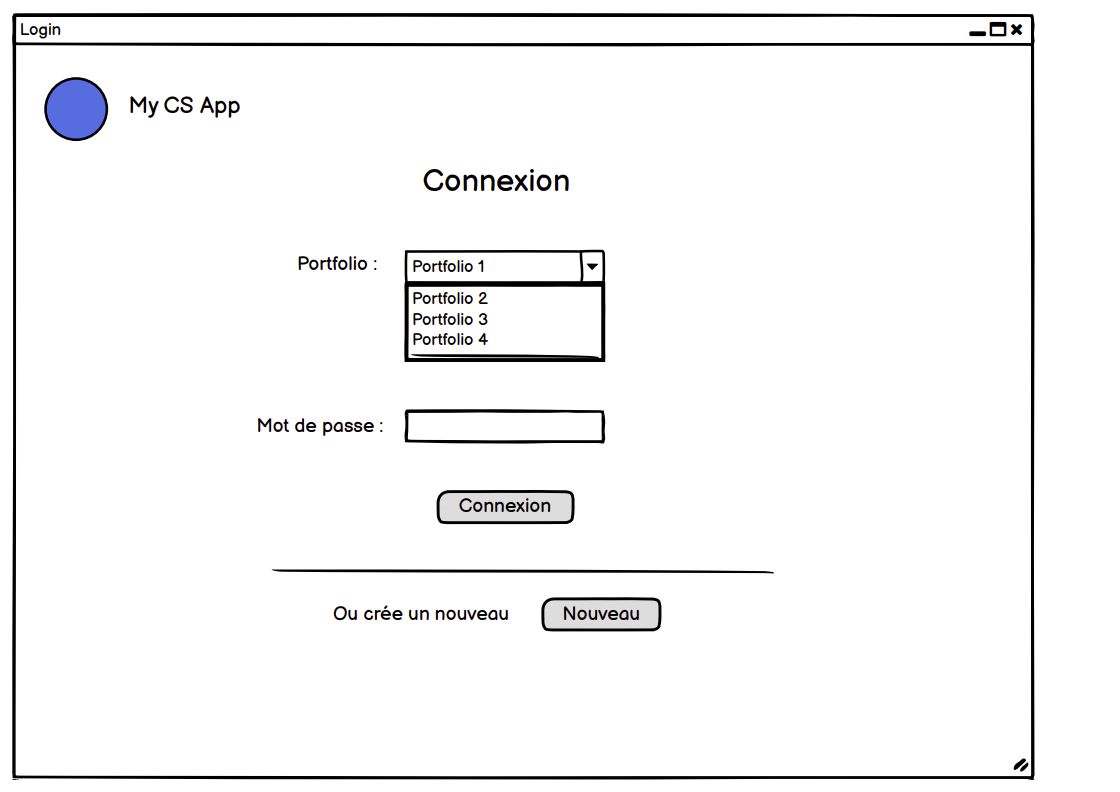 Login
My CS App
Connexion
Portfolio : Portfolio 1
Portfolio 2
Portfolio 3
Portfolio 4
Mot de passe :
Connexion
Ou crée un nouveau Nouveau